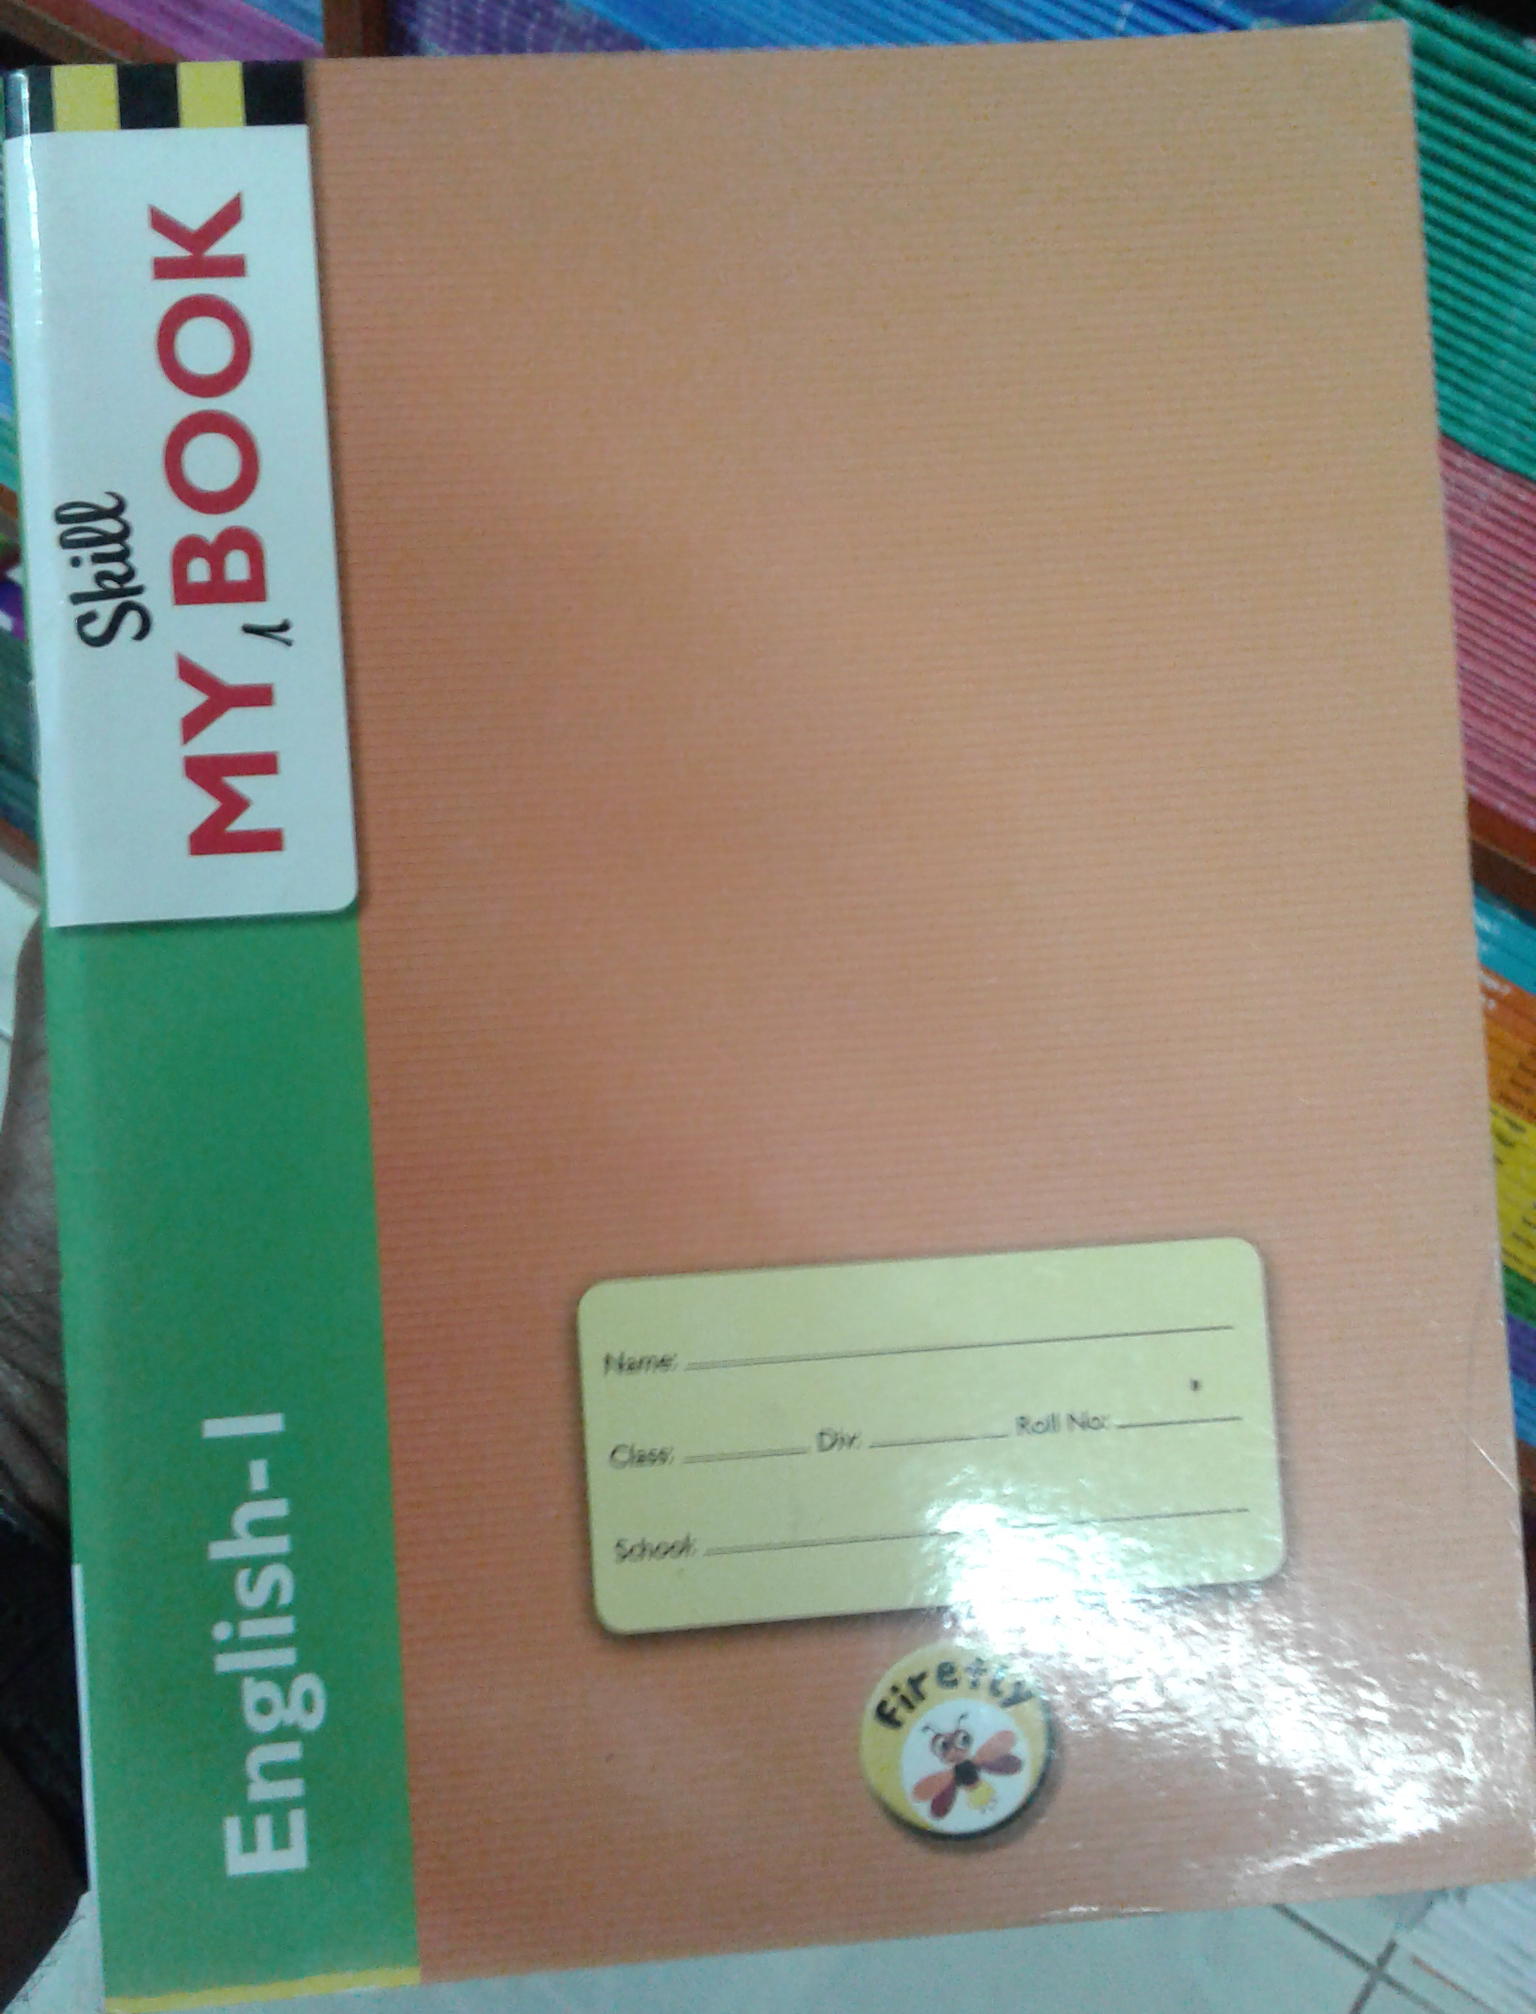 Skill
MY ^ BOOK
English-I
Name:
Class: Div: Roll No:
School:
Firefly